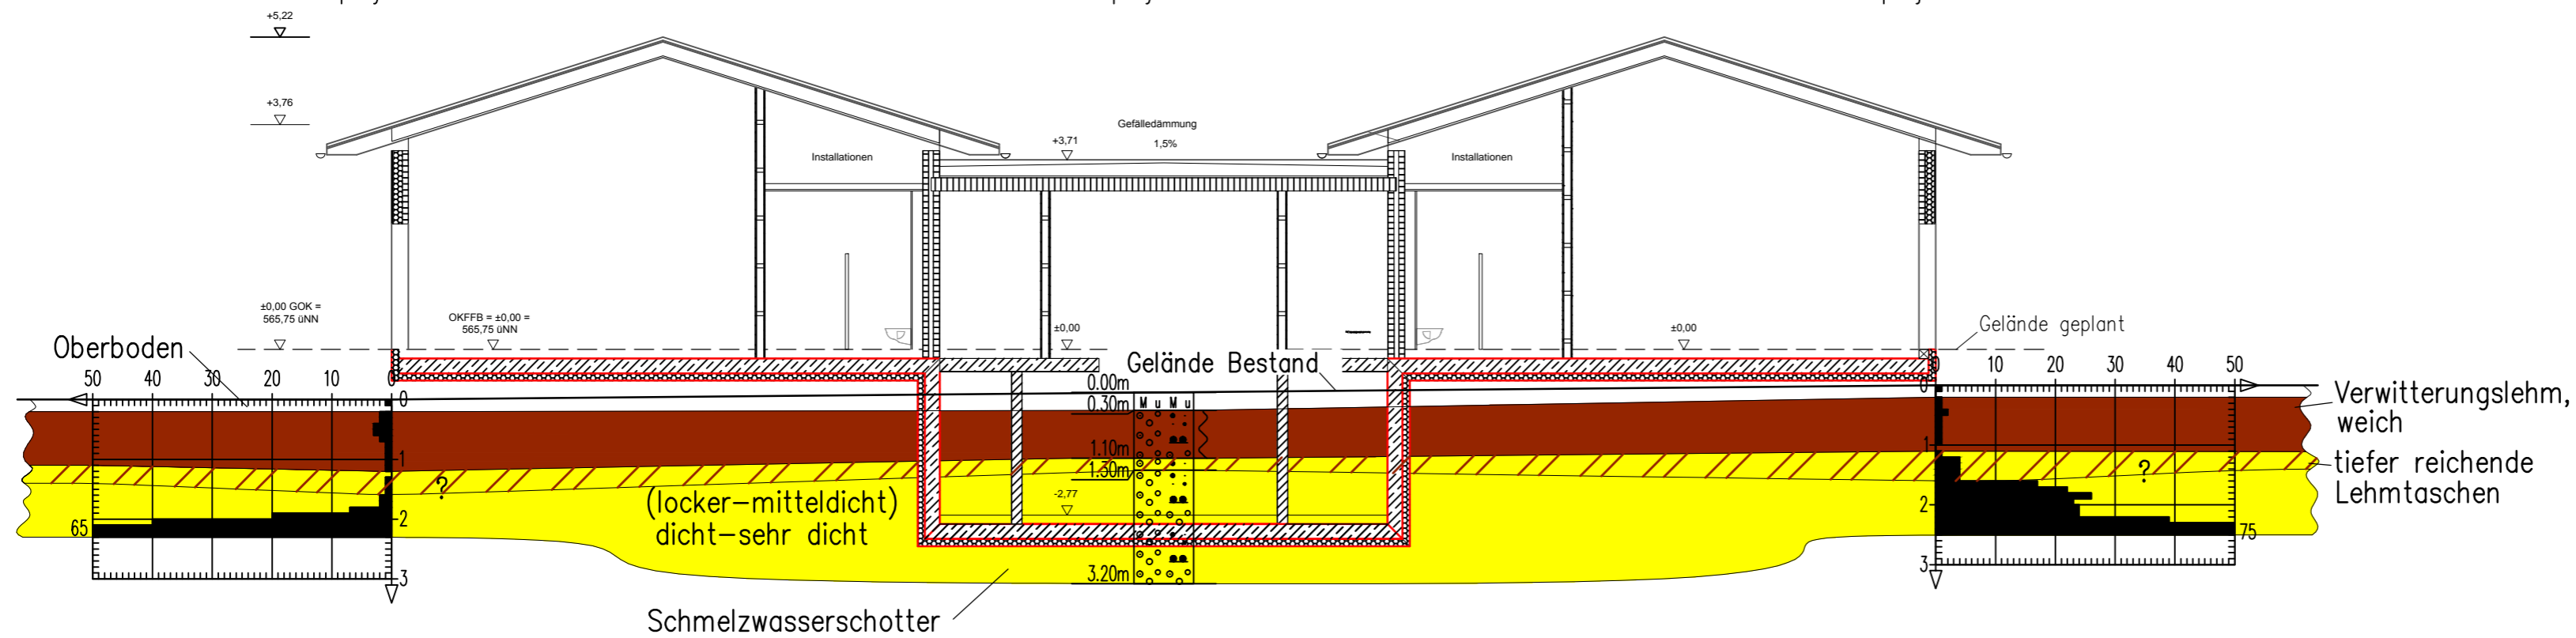 +5,22
+3,76
Gefälledämmung
+3,71
1,5%
Installationen
Installationen
±0,00 GOK =
565,75 üNN
OKFFB = ±0,00 =
565,75 üNN
±0,00
±0,00
Gelände geplant
Oberboden
Gelände Bestand
50 40 30 20 10 0
0 10 20 30 40 50
0
1
2
3
65
0.00m
0.30m
M u M u
1.10m
1.30m
-2,77
3.20m
0
1
2
3
75
Verwitterungslehm,
weich
tiefer reichende
Lehmtaschen
?
?
(locker-mitteldicht)
dicht-sehr dicht
Schmelzwasserschotter